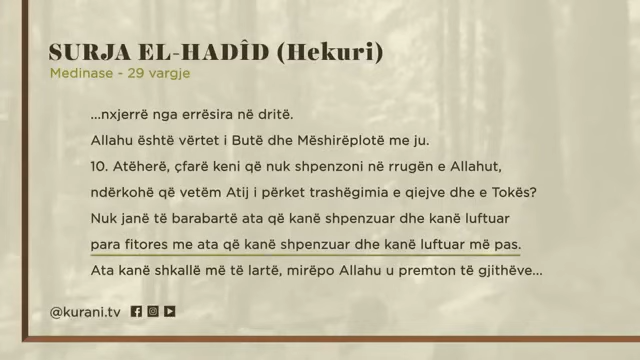 SURJA EL-HADÎD (Hekuri)
Medinase - 29 vargje
...nxjerrë nga errësira në dritë.
Allahu është vërtet i Butë dhe Mëshirëplotë me ju.
10. Atëherë, çfarë keni që nuk shpenzoni në rrugën e Allahut,
ndërkohë që vetëm Atij i përket trashëgimia e qiejve dhe e Tokës?
Nuk janë të barabartë ata që kanë shpenzuar dhe kanë luftuar
para fitores me ata që kanë shpenzuar dhe kanë luftuar më pas.
Ata kanë shkallë më të lartë, mirëpo Allahu u premton të gjithëve...
@kurani.tv